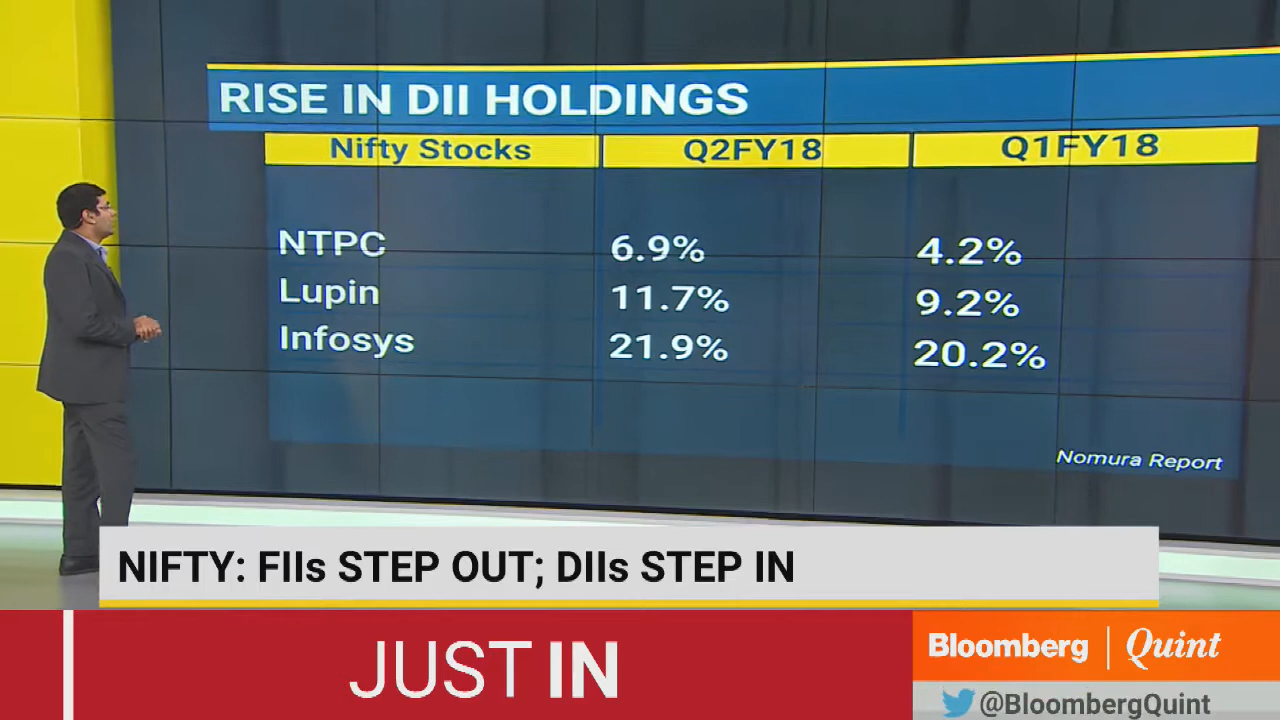 RISE IN DII HOLDINGS
Nifty Stocks Q2FY18 Q1FY18
NTPC 6.9% 4.2%
Lupin 11.7% 9.2%
Infosys 21.9% 20.2%
Nomura Report
NIFTY: FIIs STEP OUT; DIIs STEP IN
JUST IN
Bloomberg | Quint
@BloombergQuint